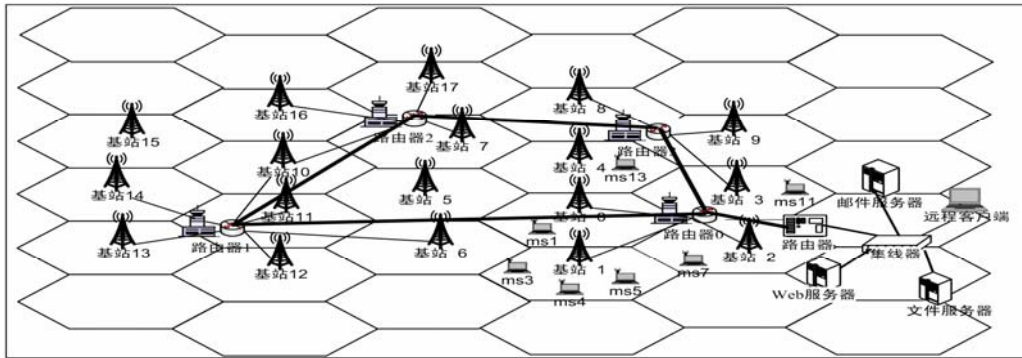 基站17
基站16
基站 8
基站15
路由器2
基站 7
路由器
基站 9
基站10
基站 4
ms13
基站14
基站 5
基站 3
ms11
邮件服务器
远程客户端
基站11
基站 0
路由器0
ms1
路由器
基站13
路由器1
基站12
基站 6
基站 1
ms7
基站 2
集线器
ms3
ms4
ms5
Web服务器
文件服务器